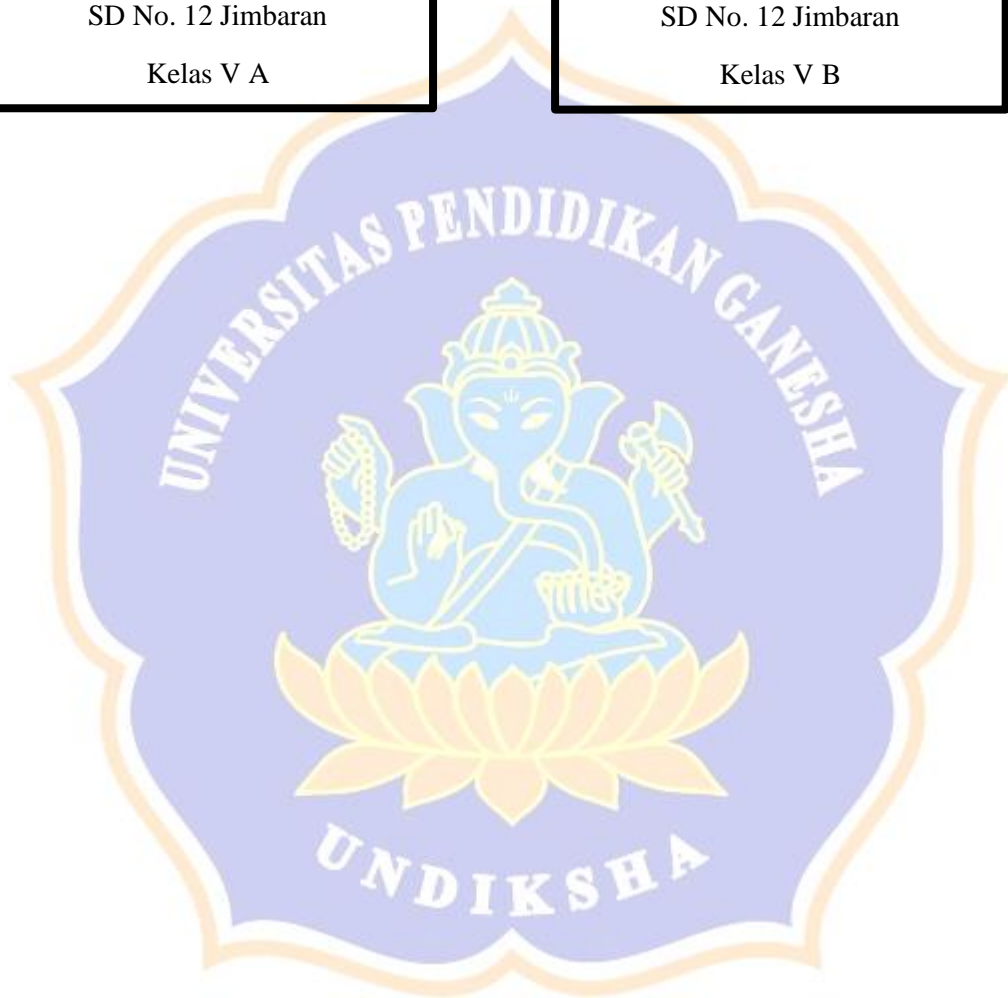 SD No. 12 Jimbaran
Kelas V A
SD No. 12 Jimbaran
Kelas V B
UNIVERSITAS PENDIDIKAN GANESHA
UNDIKSHA